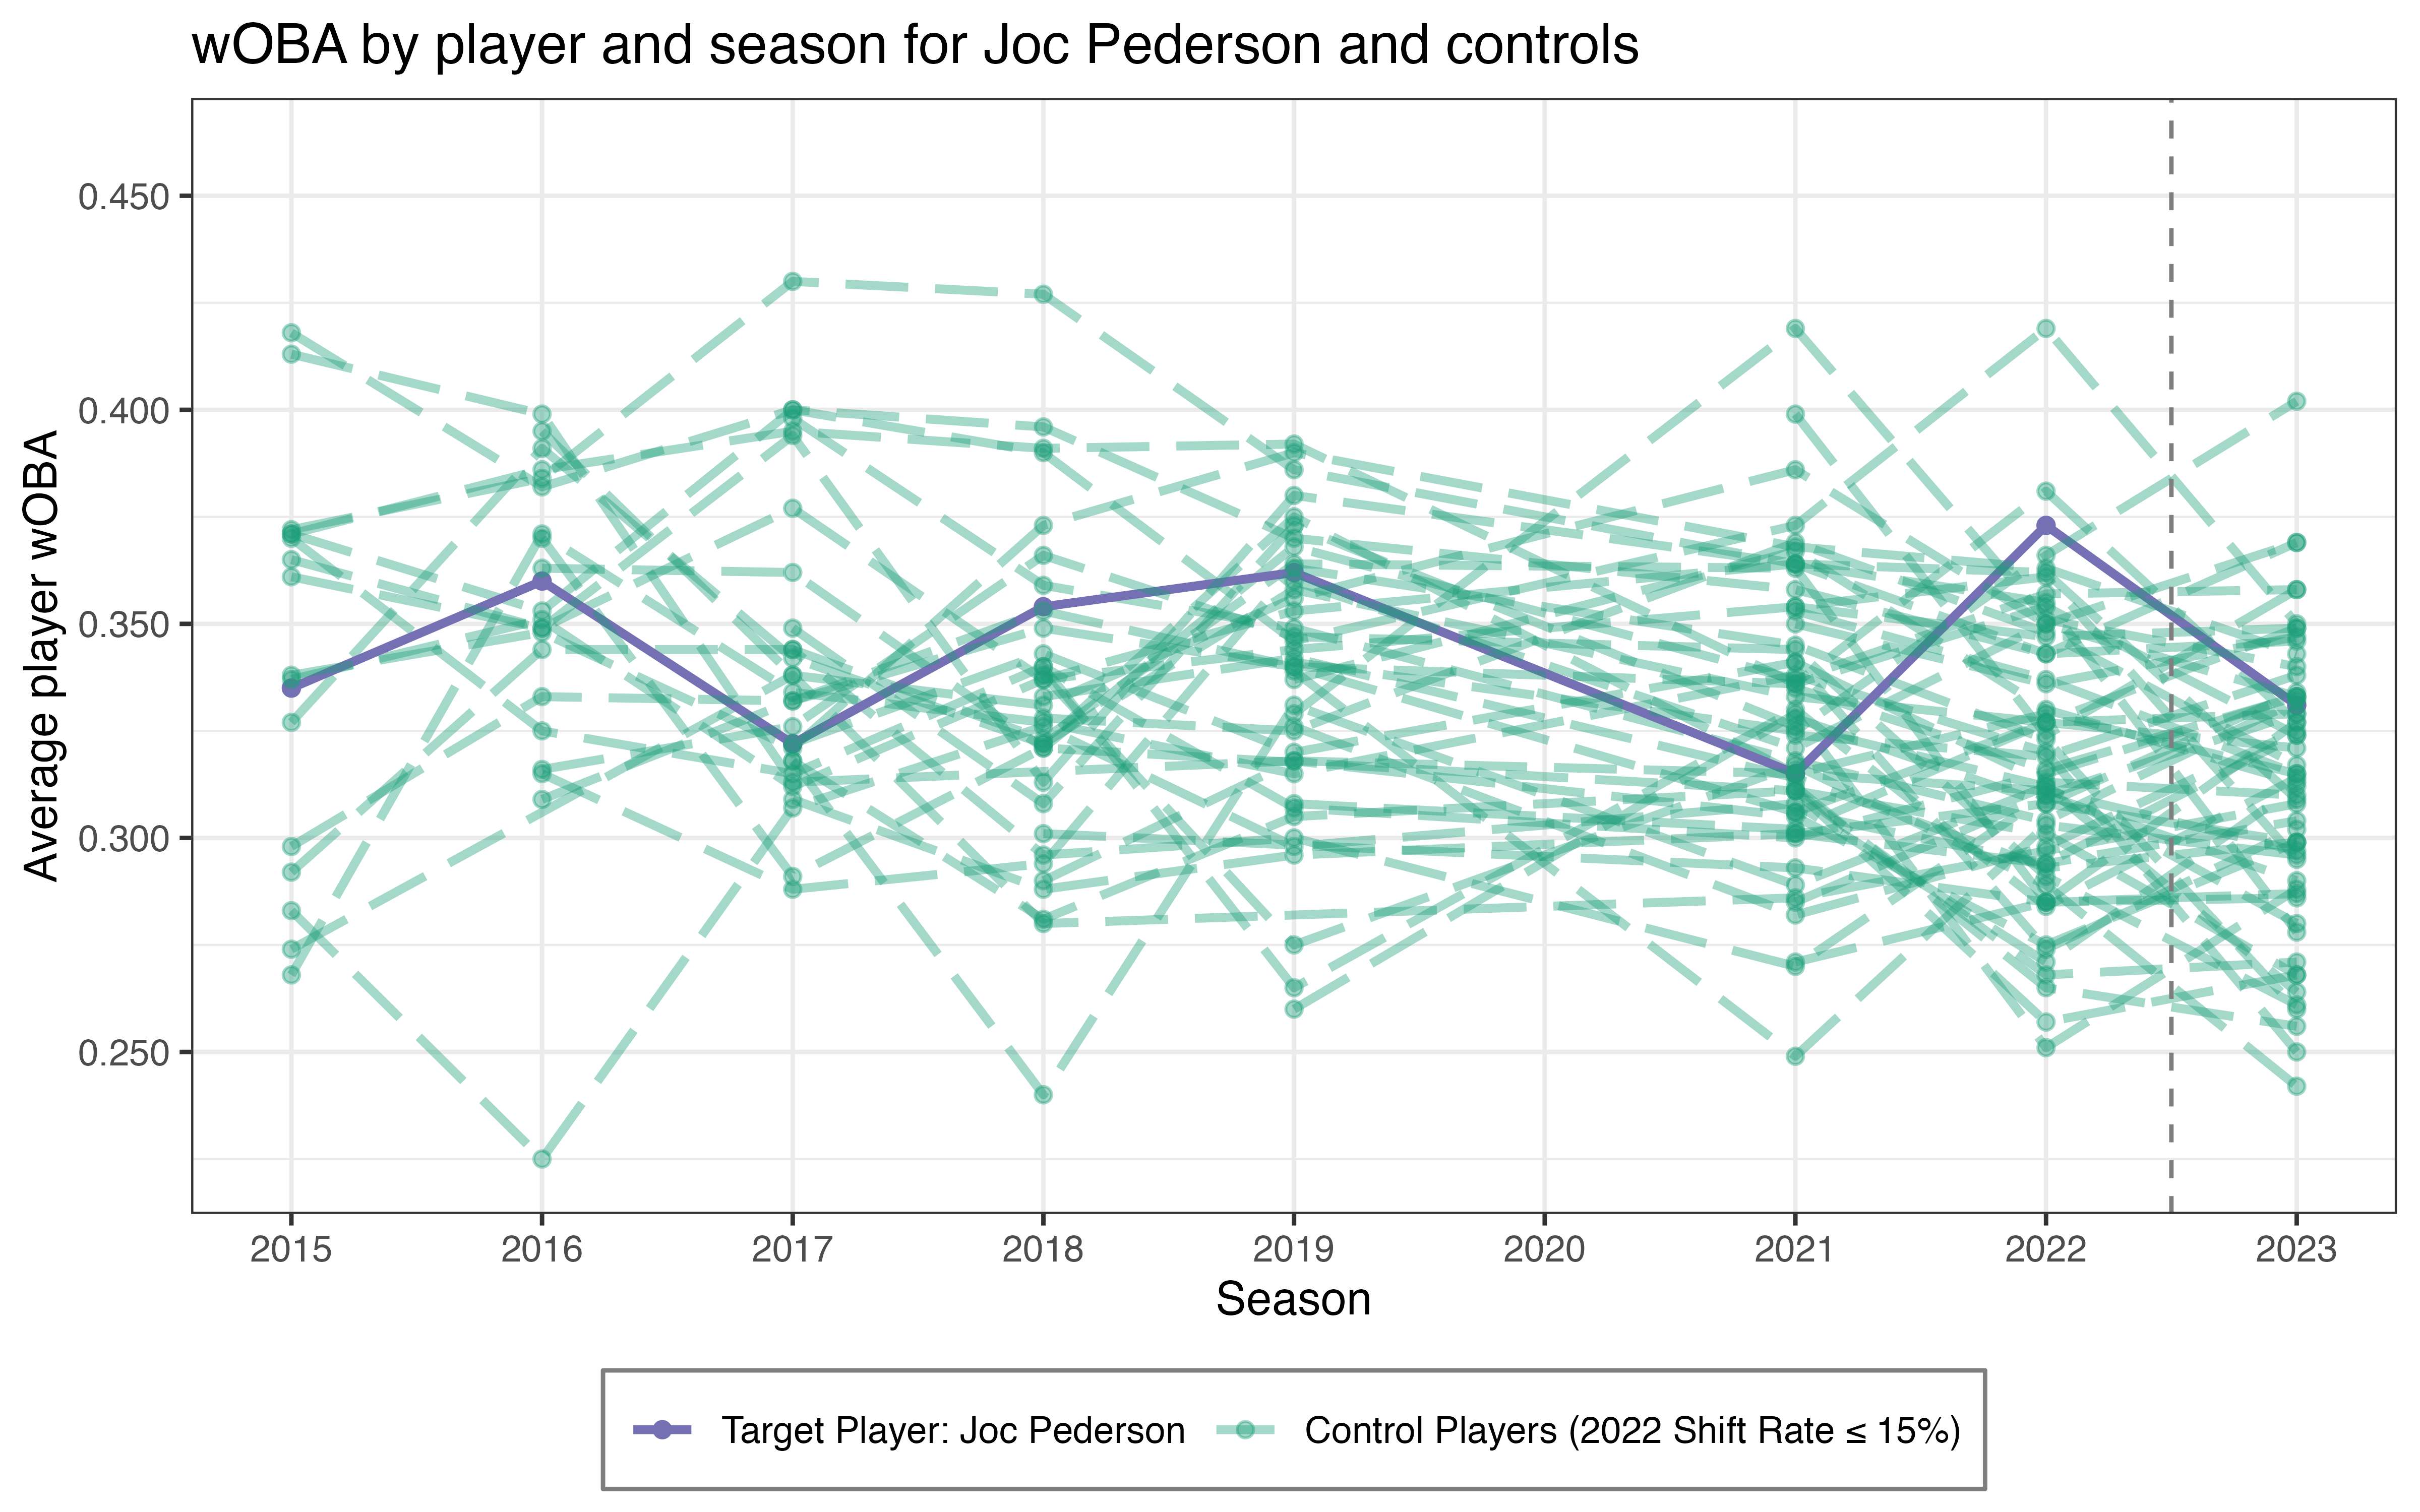 wOBA by player and season for Joc Pederson and controls
Average player wOBA
0.450
0.400
0.350
0.300
0.250
2015 2016 2017 2018 2019 2020 2021 2022 2023
Season
Target Player: Joc Pederson Control Players (2022 Shift Rate ≤ 15%)